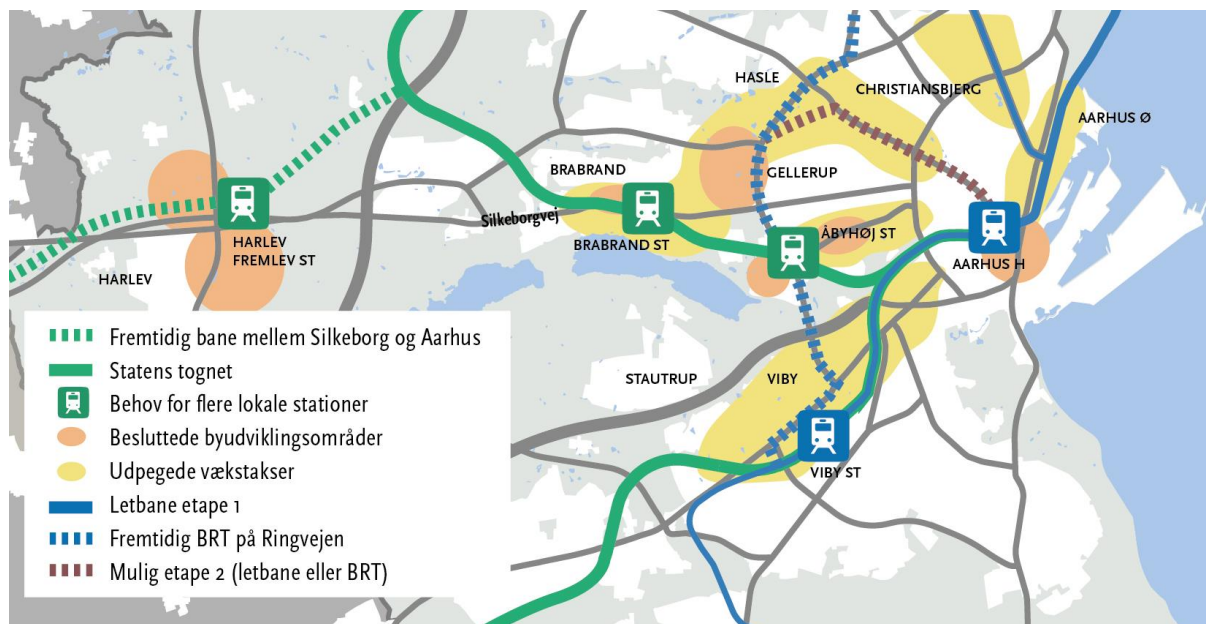 HASLE
CHRISTIANSBJERG
AARHUS Ø
BRABRAND
GELLERUP
Silkeborgvej
BRABRAND ST
ÅBYHØJ ST
HARLEV
FREMLEV ST
AARHUS H
HARLEV
STAUTRUP
VIBY
VIBY ST
Fremtidig bane mellem Silkeborg og Aarhus
Statens tognet
Behov for flere lokale stationer
Besluttede byudviklingsområder
Udpegede vækstakser
Letbane etape 1
Fremtidig BRT på Ringvejen
Mulig etape 2 (letbane eller BRT)